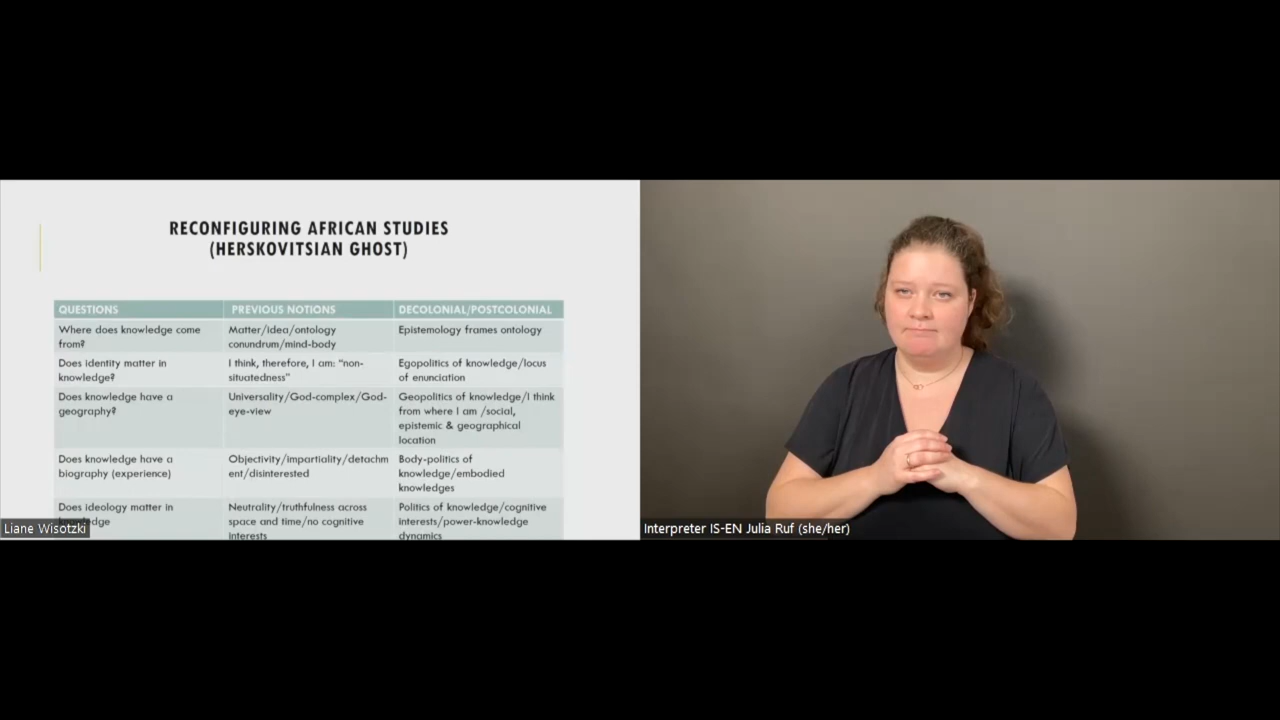 RECONFIGURING AFRICAN STUDIES
(HERSKOVITSIAN GHOST)
QUESTIONS PREVIOUS NOTIONS DECOLONIAL/POSTCOLONIAL
Where does knowledge come
from?
Matter/idea/ontology
conundrum/mind-body
Epistemology frames ontology
Does identity matter in
knowledge?
I think, therefore, I am: “non-
situatedness”
Egopolitics of knowledge/locus
of enunciation
Does knowledge have a
geography?
Universality/God-complex/God-
eye-view
Geopolitics of knowledge/I think
from where I am /social,
epistemic & geographical
location
Does knowledge have a
biography (experience)
Objectivity/impartiality/detachm
ent/disinterested
Body-politics of
knowledge/embodied
knowledges
Does ideology matter in
knowledge
Neutrality/truthfulness across
space and time/no cognitive
interests
Politics of knowledge/cognitive
interests/power-knowledge
dynamics
Liane Wisotzki
Interpreter IS-EN Julia Ruf (she/her)